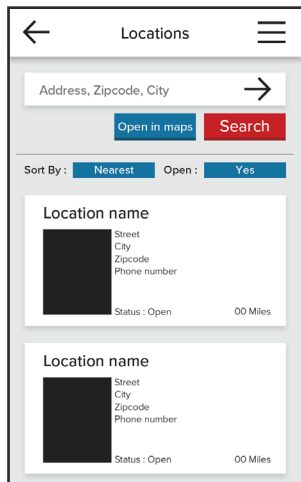 Locations
Address, Zipcode, City
Open in maps Search
Sort By : Nearest Open : Yes
Location name
Street
City
Zipcode
Phone number
Status : Open 00 Miles
Location name
Street
City
Zipcode
Phone number
Status : Open 00 Miles